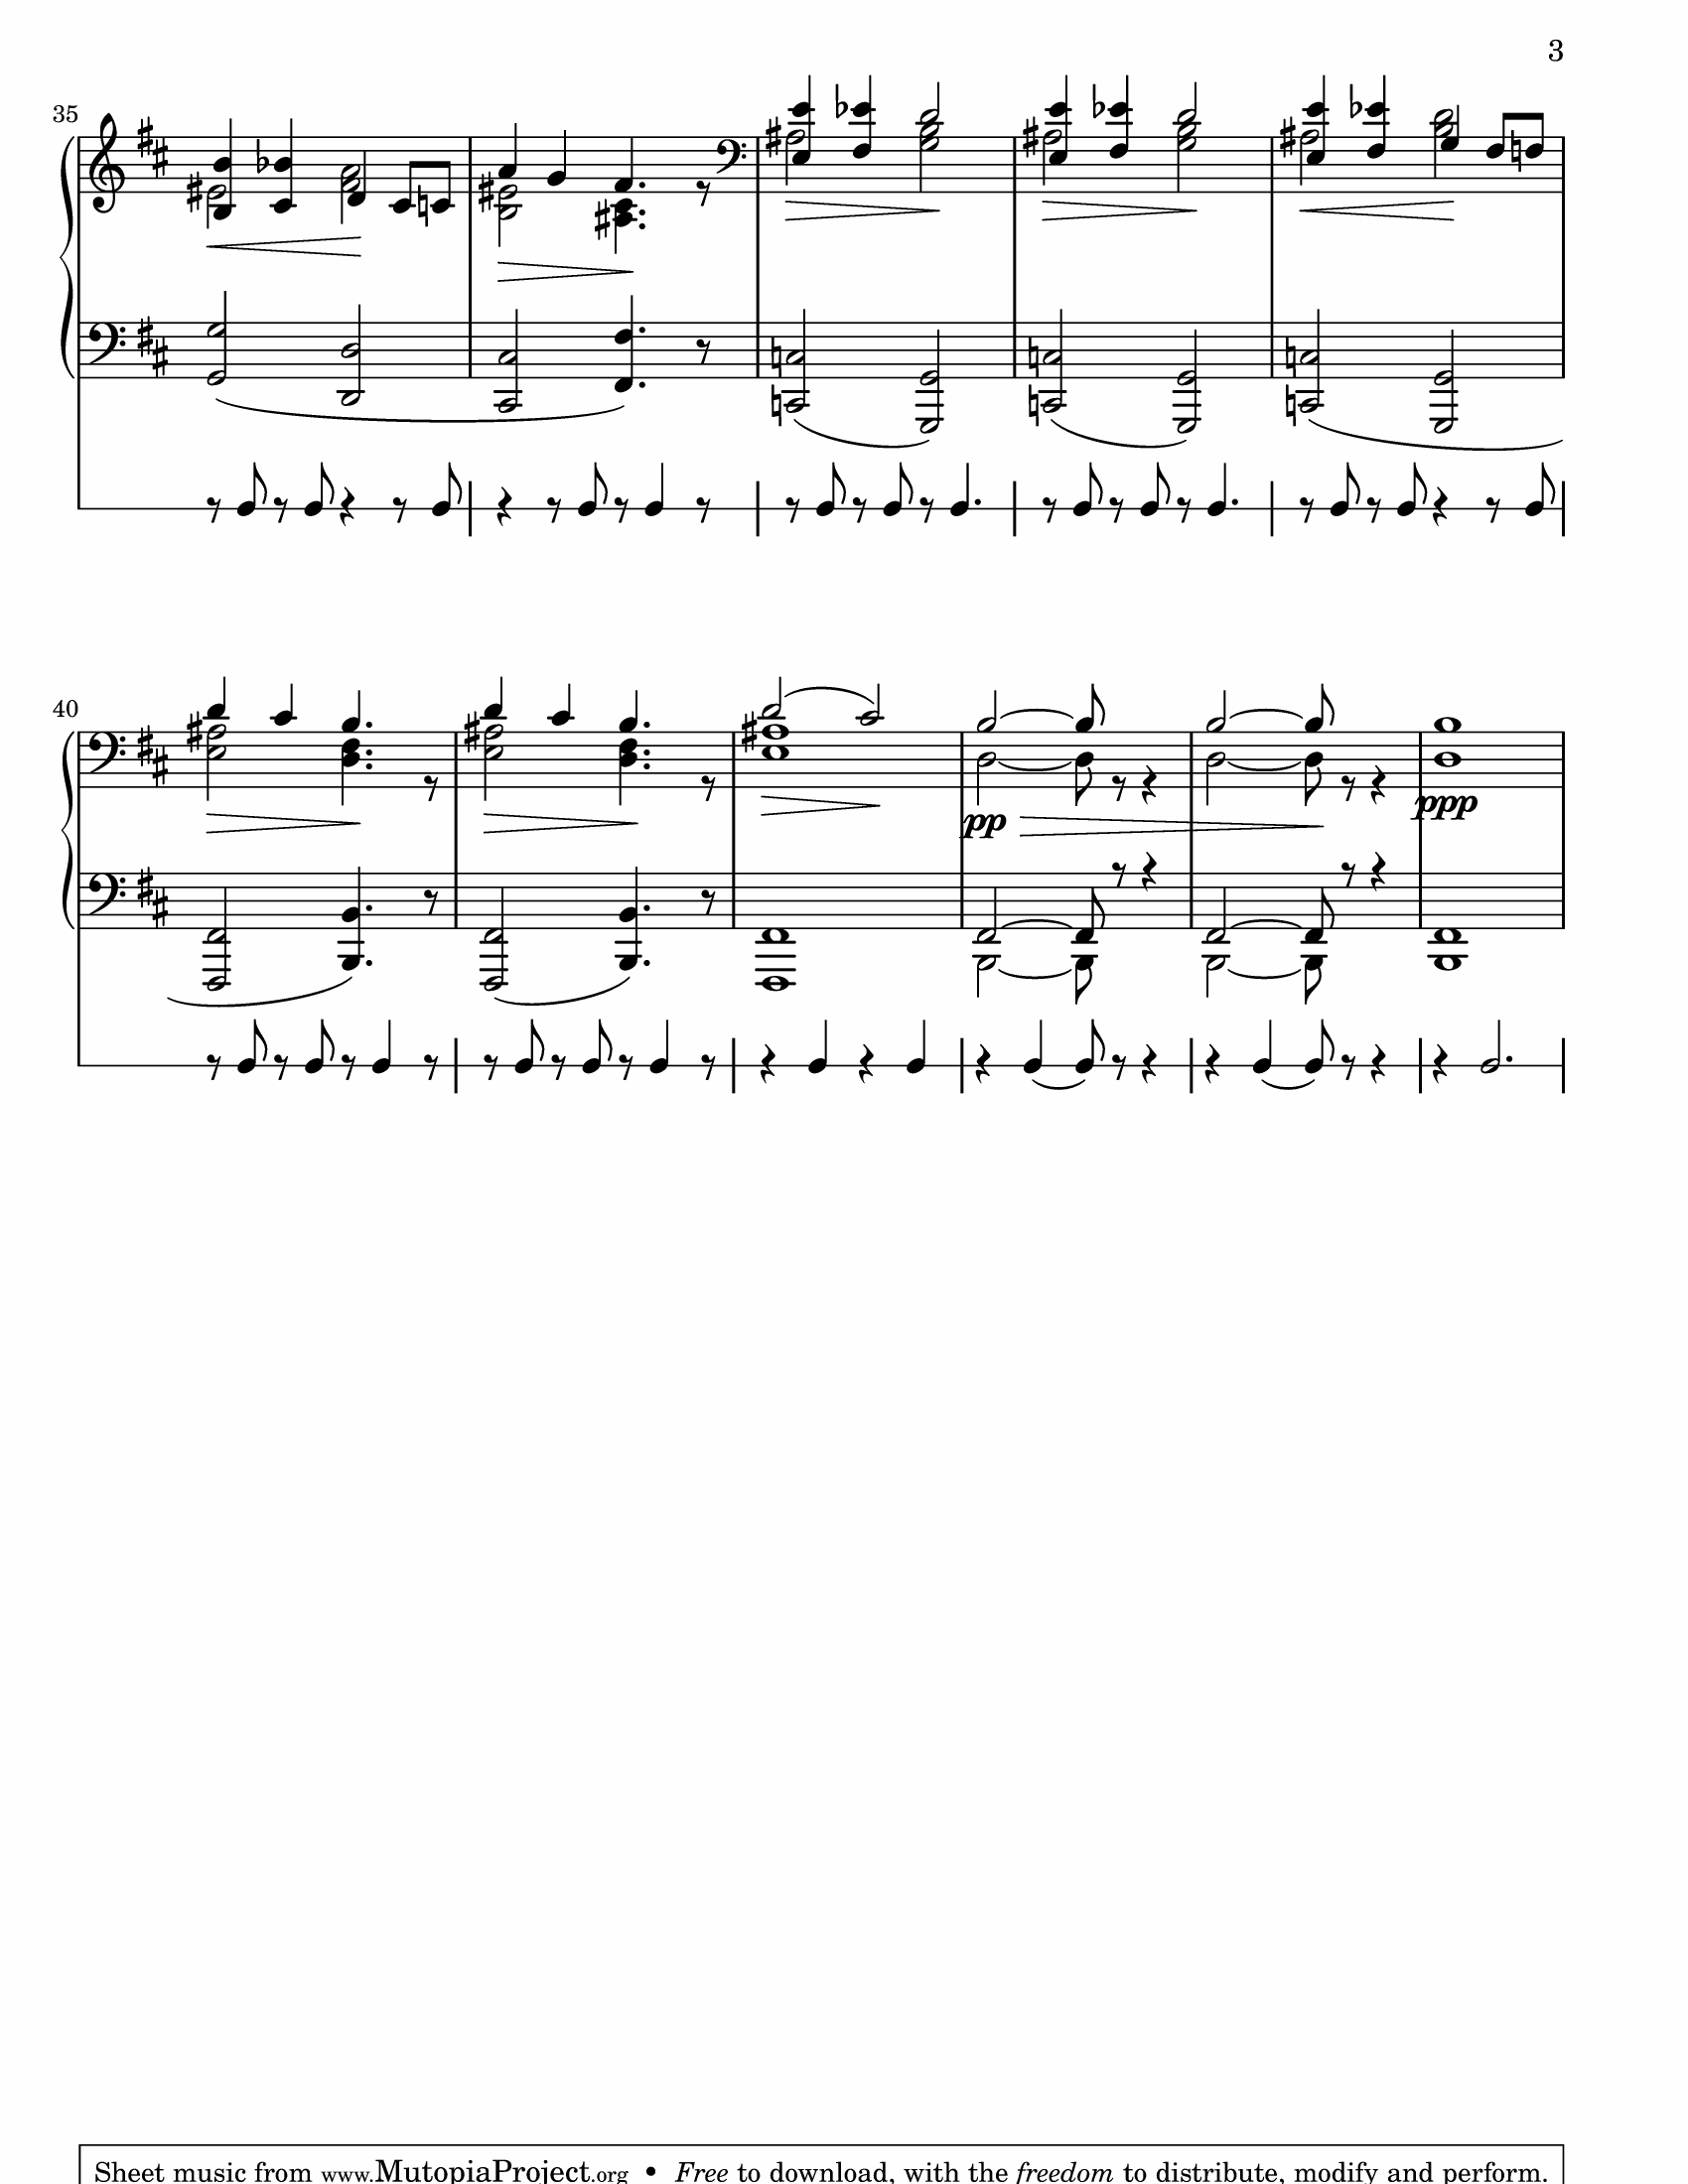 3
35
40
pp
ppp
Sheet music from www.MutopiaProject.org • Free to download, with the freedom to distribute, modify and perform.